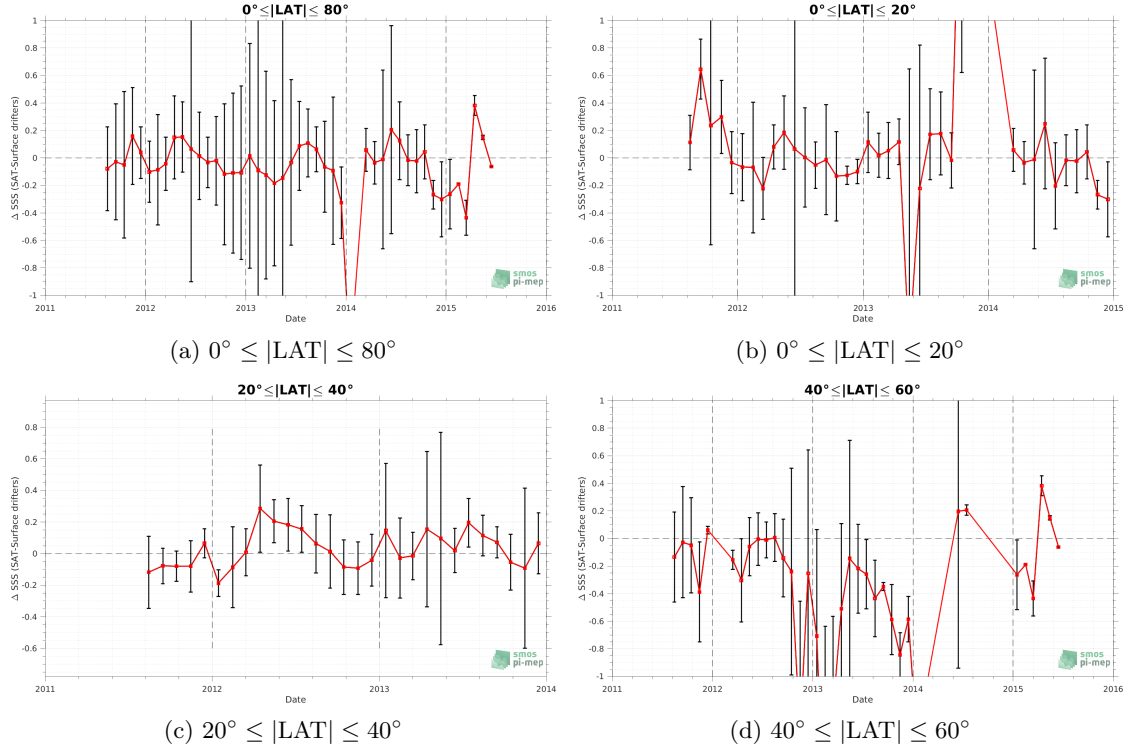 0°≤|LAT|≤ 80°
Δ SSS (SAT-Surface drifters)
1
0.8
0.6
0.4
0.2
0
-0.2
-0.4
-0.6
-0.8
-1
2011
2012
2013
2014
2015
2016
Date
smos
pi-mep
(a) 0° ≤ |LAT| ≤ 80°
0°≤|LAT|≤ 20°
Δ SSS (SAT-Surface drifters)
1
0.8
0.6
0.4
0.2
0
-0.2
-0.4
-0.6
-0.8
-1
2011
2012
2013
2014
2015
Date
smos
pi-mep
(b) 0° ≤ |LAT| ≤ 20°
20°≤|LAT|≤ 40°
Δ SSS (SAT-Surface drifters)
0.8
0.6
0.4
0.2
0
-0.2
-0.4
-0.6
2011
2012
2013
2014
Date
smos
pi-mep
(c) 20° ≤ |LAT| ≤ 40°
40°≤|LAT|≤ 60°
Δ SSS (SAT-Surface drifters)
1
0.8
0.6
0.4
0.2
0
-0.2
-0.4
-0.6
-0.8
-1
2011
2012
2013
2014
2015
2016
Date
smos
pi-mep
(d) 40° ≤ |LAT| ≤ 60°